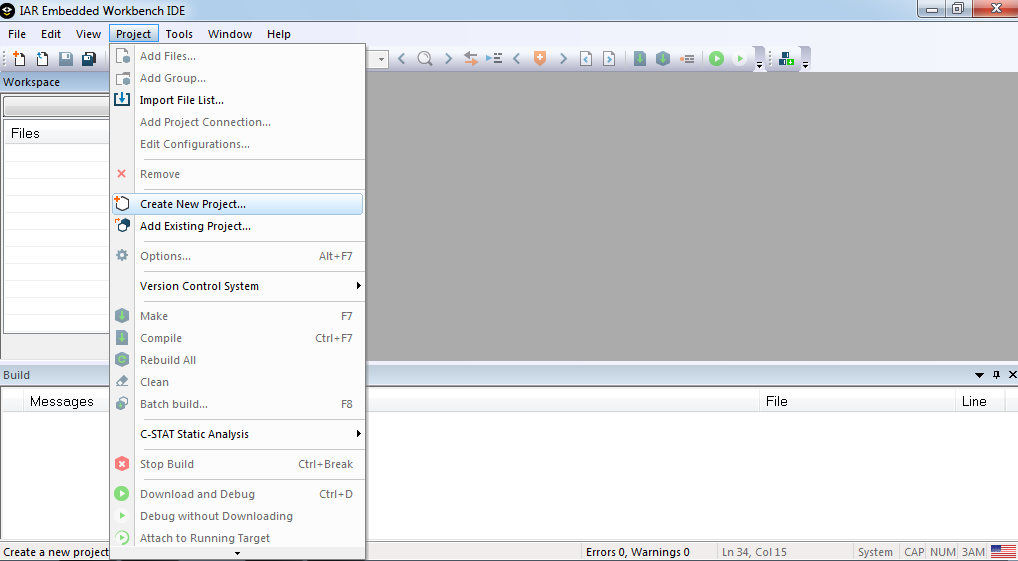 IAR Embedded Workbench IDE
File Edit View Project Tools Window Help
Workspace
Files
Add Files...
Add Group...
Import File List...
Add Project Connection...
Edit Configurations...
Remove
Create New Project...
Add Existing Project...
Options... Alt+F7
Version Control System
Make F7
Compile Ctrl+F7
Rebuild All
Clean
Batch build... F8
C-STAT Static Analysis
Stop Build Ctrl+Break
Download and Debug Ctrl+D
Debug without Downloading
Attach to Running Target
Build
Messages File Line
Create a new project Errors 0, Warnings 0 Ln 34, Col 15 System CAP NUM 3AM